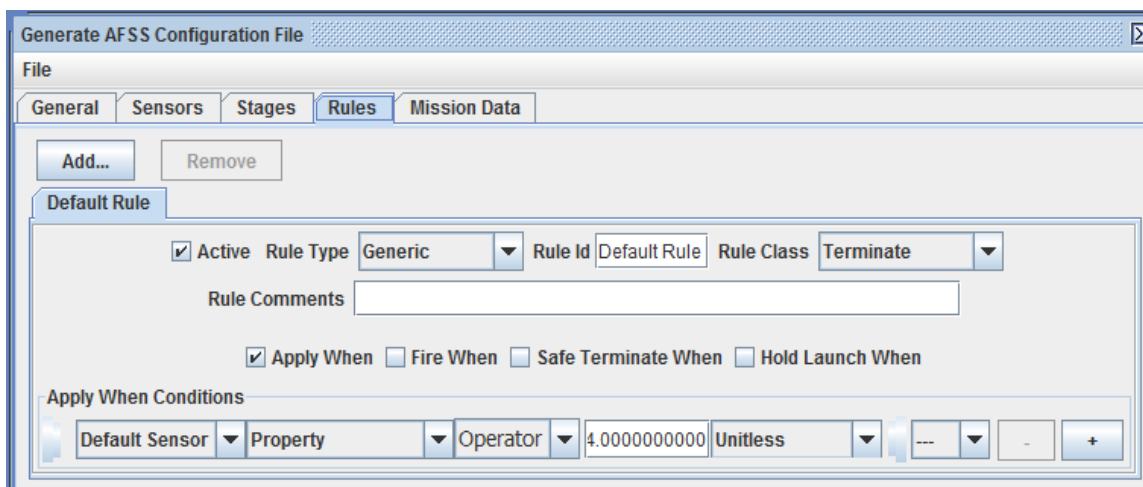 Generate AFSS Configuration File
File
General Sensors Stages Rules Mission Data
Add... Remove
Default Rule
Active Rule Type Generic Rule Id Default Rule Rule Class Terminate
Rule Comments
Apply When Fire When Safe Terminate When Hold Launch When
Apply When Conditions
Default Sensor Property Operator 4.0000000000 Unitless --- - +